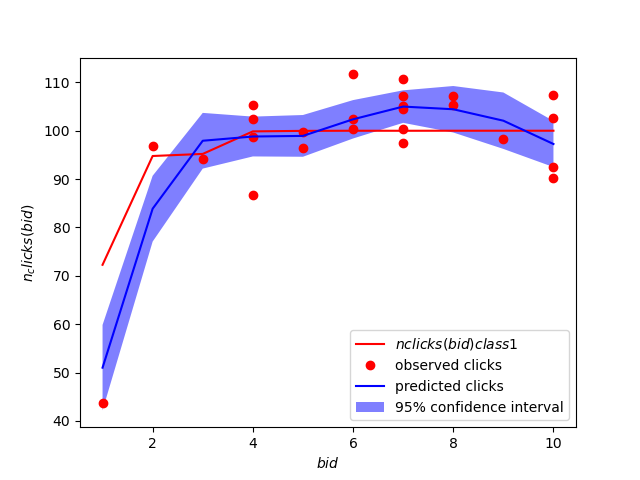 110
100
90
80
70
60
50
40
n_clicks(bid)
2
4
6
8
10
bid
nclicks(bid)class1
observed clicks
predicted clicks
95% confidence interval